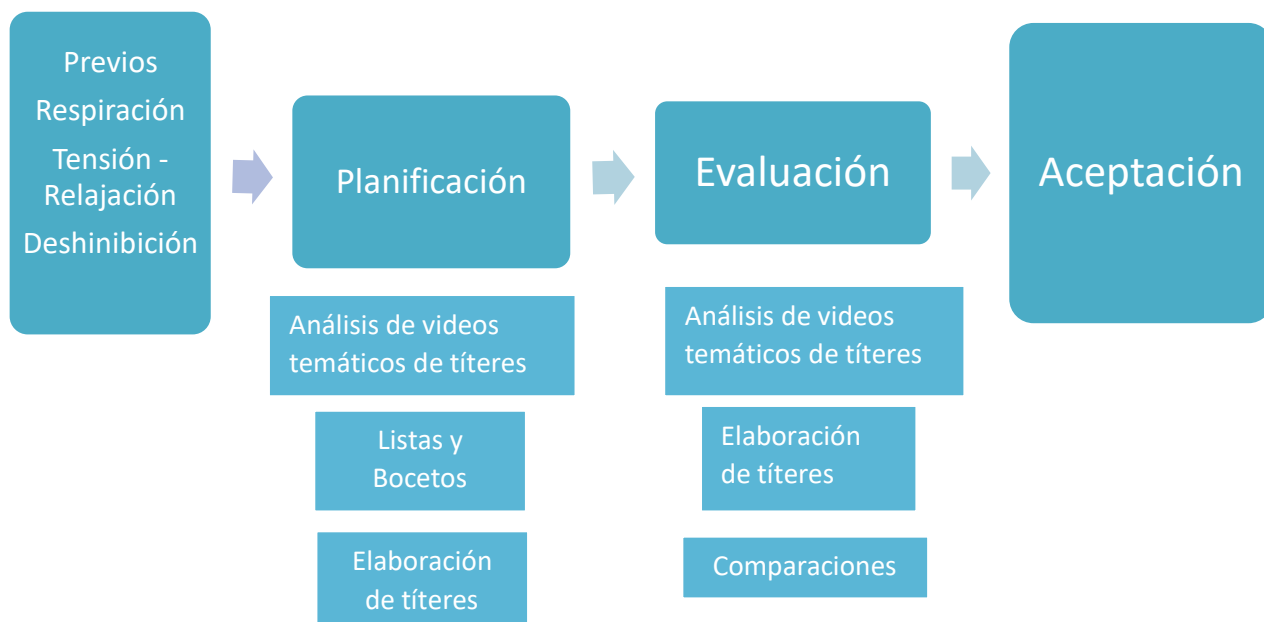 Previos
Respiración
Tensión -
Relajación
Deshinibición
Planificación
Análisis de videos
temáticos de títeres
Listas y
Bocetos
Elaboración
de títeres
Evaluación
Análisis de videos
temáticos de títeres
Elaboración
de títeres
Comparaciones
Aceptación